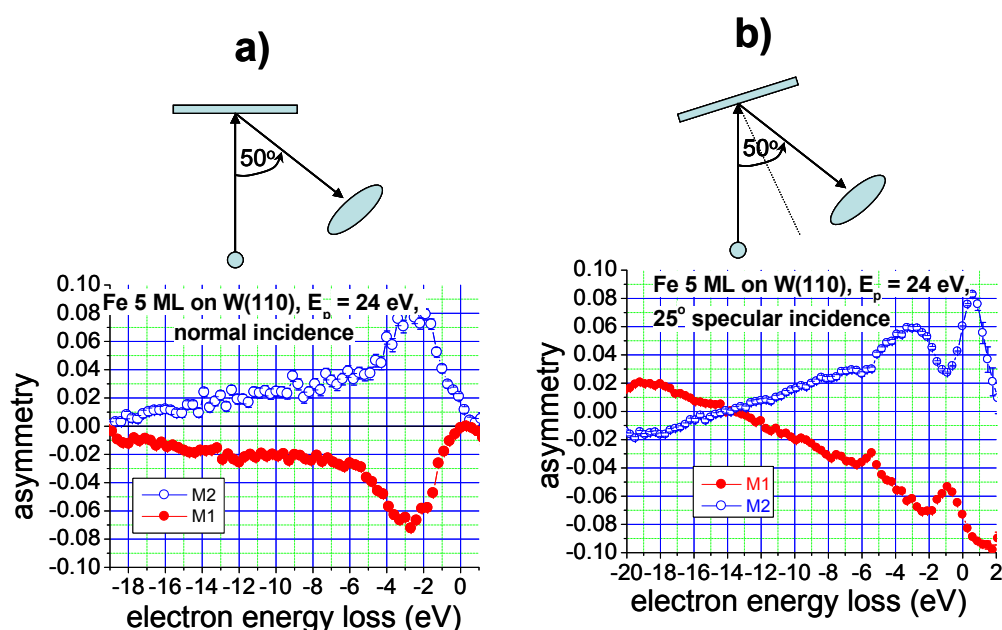 a)
50º
0.10
0.08
0.06
0.04
0.02
0.00
-0.02
-0.04
-0.06
-0.08
-0.10
asymmetry
Fe 5 ML on W(110), Ep = 24 eV,
normal incidence
M2
M1
-18 -16 -14 -12 -10 -8 -6 -4 -2 0
electron energy loss (eV)
b)
50º
0.10
0.08
0.06
0.04
0.02
0.00
-0.02
-0.04
-0.06
-0.08
-0.10
asymmetry
Fe 5 ML on W(110), Ep = 24 eV,
25° specular incidence
M1
M2
-20 -18 -16 -14 -12 -10 -8 -6 -4 -2 0 2
electron energy loss (eV)